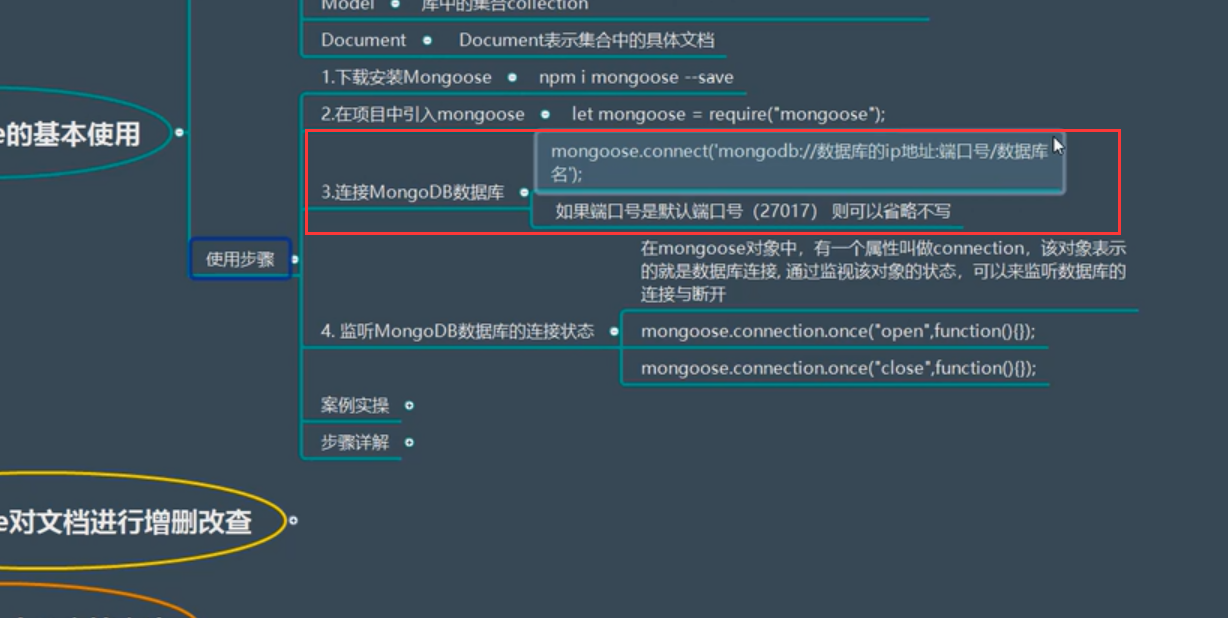 Model
库中的集合collection
Document
Document表示集合中的具体文档
1.下载安装Mongoose
npm i mongoose --save
2.在项目中引入mongoose
let mongoose = require("mongoose");
e的基本使用
mongoose.connect('mongodb://数据库的ip地址:端口号/数据库
名');
3.连接MongoDB数据库
如果端口号是默认端口号（27017） 则可以省略不写
使用步骤
在mongoose对象中，有一个属性叫做connection，该对象表示
的就是数据库连接, 通过监视该对象的状态，可以来监听数据库的
连接与断开
4. 监听MongoDB数据库的连接状态
mongoose.connection.once("open",function(){});
mongoose.connection.once("close",function(){});
案例实操
步骤详解
e对文档进行增删改查